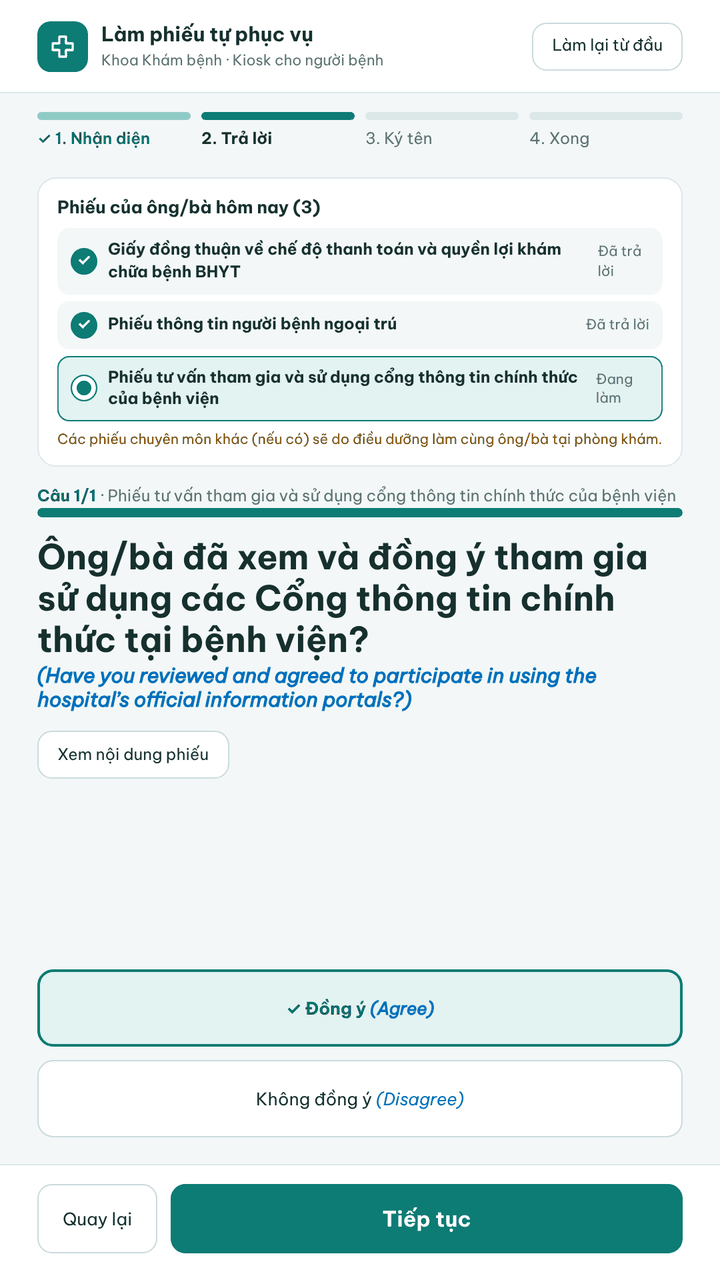 Làm phiếu tự phục vụ
Khoa Khám bệnh · Kiosk cho người bệnh
Làm lại từ đầu
✓ 1. Nhận diện
2. Trả lời
3. Ký tên
4. Xong
Phiếu của ông/bà hôm nay (3)
Giấy đồng thuận về chế độ thanh toán và quyền lợi khám
chữa bệnh BHYT
Đã trả
lời
Phiếu thông tin người bệnh ngoại trú
Đã trả lời
Phiếu tư vấn tham gia và sử dụng cổng thông tin chính thức
của bệnh viện
Đang
làm
Các phiếu chuyên môn khác (nếu có) sẽ do điều dưỡng làm cùng ông/bà tại phòng khám.
Câu 1/1 · Phiếu tư vấn tham gia và sử dụng cổng thông tin chính thức của bệnh viện
Ông/bà đã xem và đồng ý tham gia
sử dụng các Cổng thông tin chính
thức tại bệnh viện?
(Have you reviewed and agreed to participate in using the
hospital's official information portals?)
Xem nội dung phiếu
✓ Đồng ý (Agree)
Không đồng ý (Disagree)
Quay lại
Tiếp tục